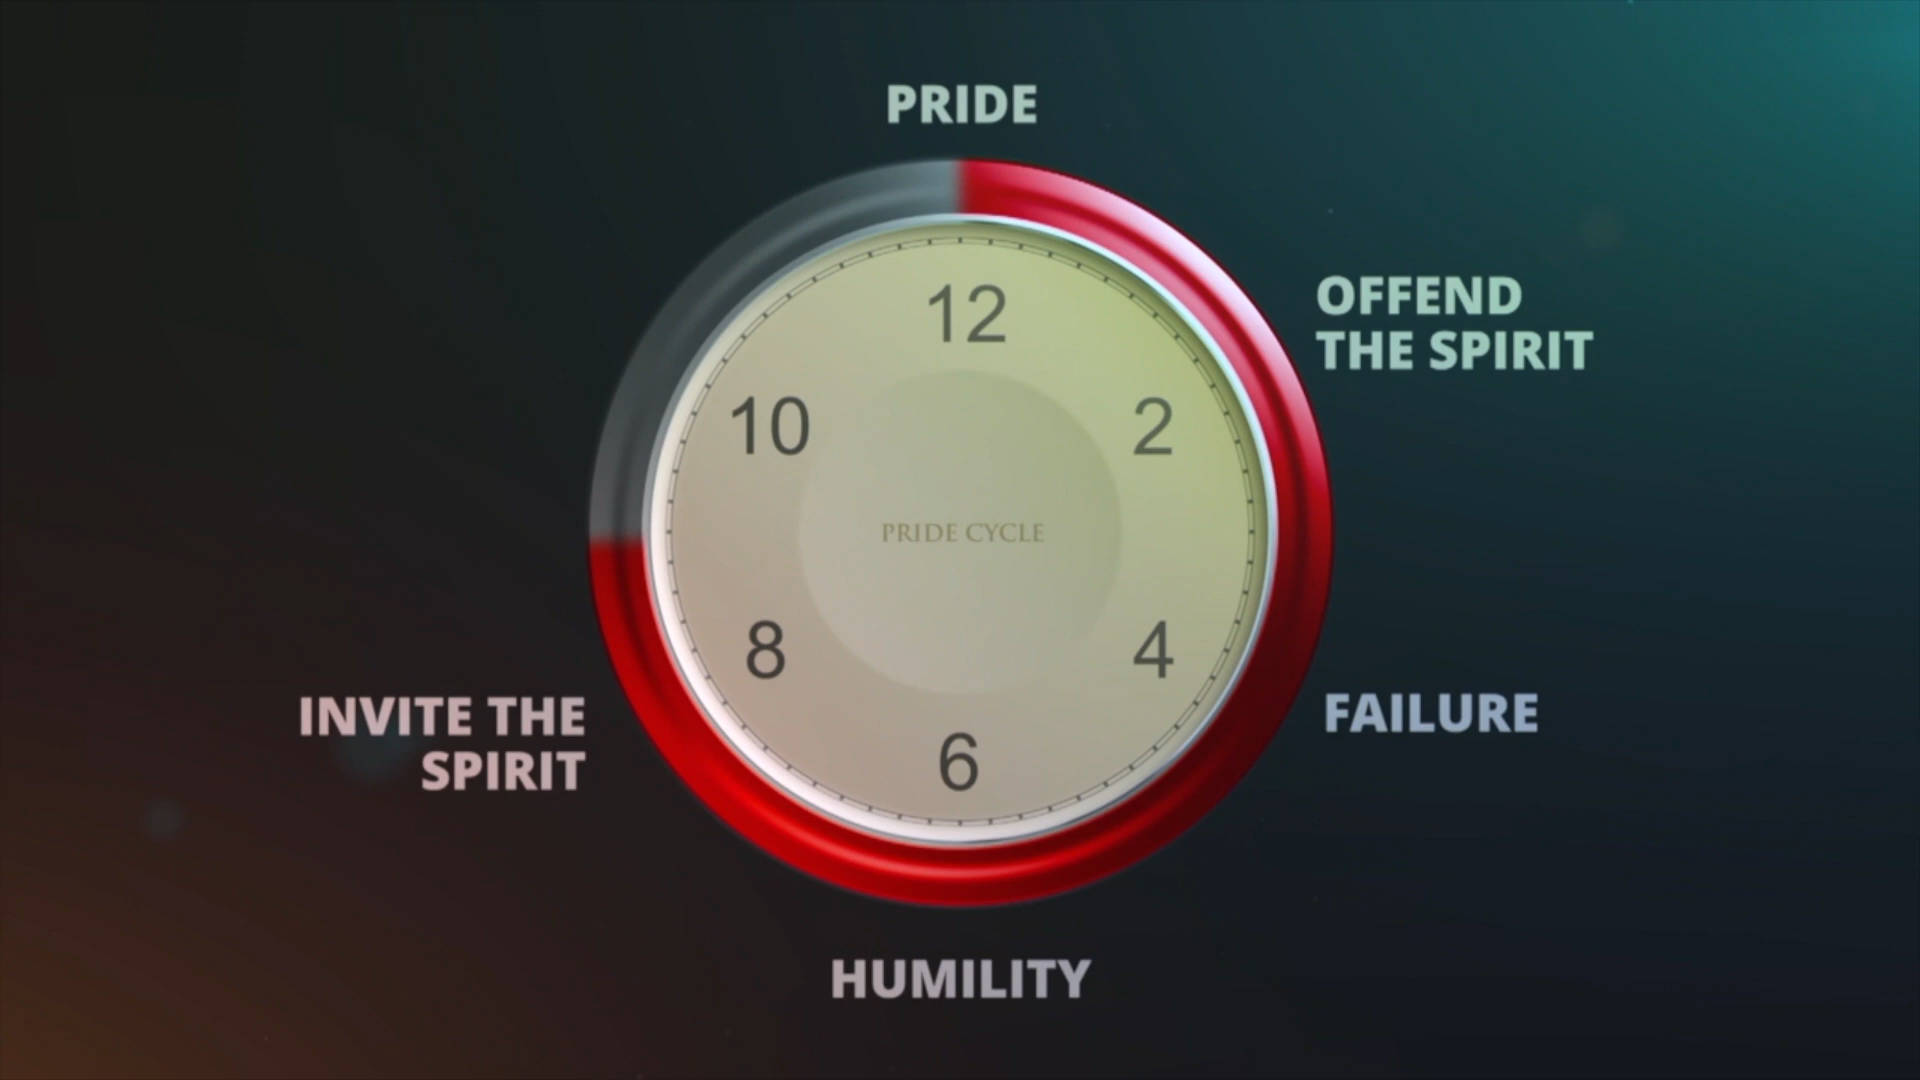 PRIDE
OFFEND
THE SPIRIT
12
10
2
PRIDE CYCLE
8
4
6
INVITE THE
SPIRIT
FAILURE
HUMILITY